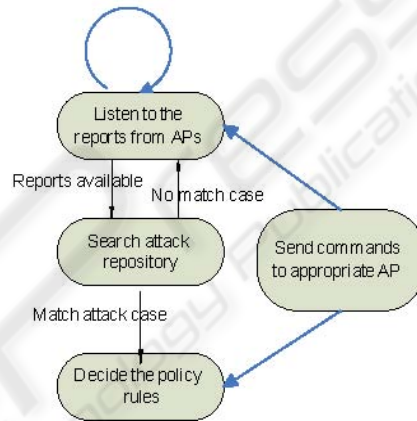 Listen to the
reports from APs
Reports available
No match case
Search attack
repository
Send commands
to appropriate AP
Match attack case
Decide the policy
rules